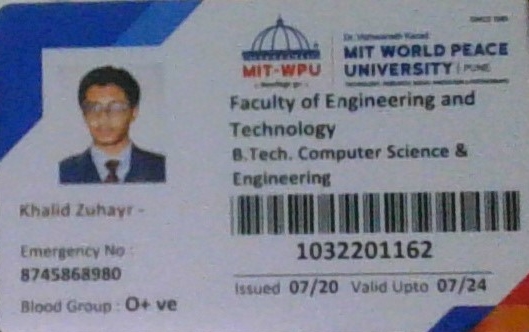 SINCE 1983
Dr. Vishwanath Karad
MIT WORLD PEACE
UNIVERSITY | PUNE
MIT-WPU
Faculty of Engineering and
Technology
B.Tech. Computer Science &
Engineering
Khalid Zuhayr -
1032201162
Emergency No :
8745868980
Issued 07/20 Valid Upto 07/24
Blood Group : O+ ve